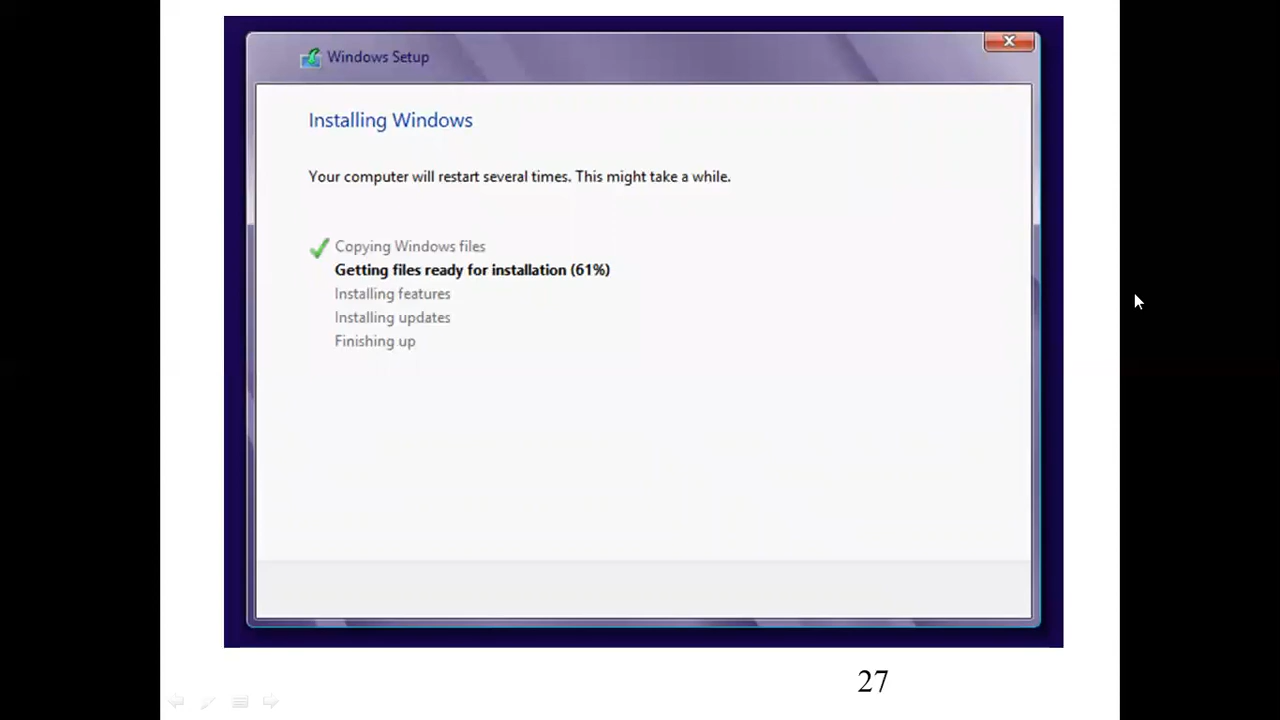 Windows Setup
Installing Windows
Your computer will restart several times. This might take a while.
Copying Windows files
Getting files ready for installation (61%)
Installing features
Installing updates
Finishing up
27